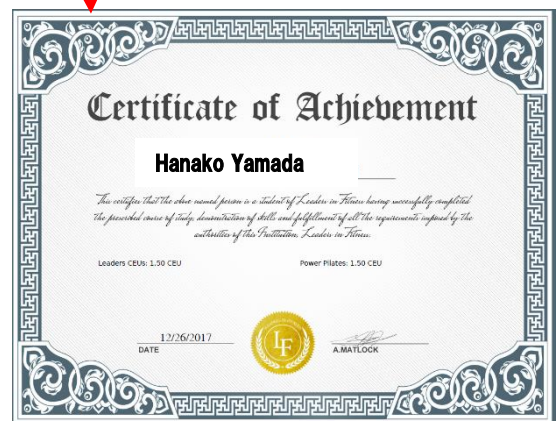 Certificate of Achievement
Hanako Yamada
This certifies that the above named person is a student of Leaders in Fitness having successfully completed
the prescribed course of study, demonstration of skills and fulfillment of all the requirements imposed by the
authorities of this Institution, Leaders in Fitness.
Leaders CEUs: 1.50 CEU Power Pilates: 1.50 CEU
12/26/2017
DATE
LF
A.MATLOCK